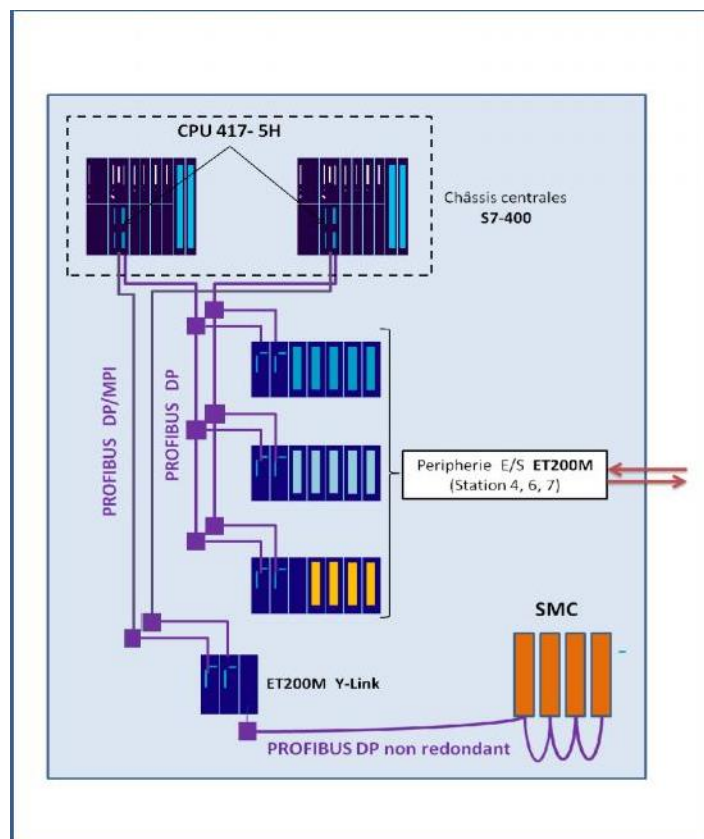 CPU 417- 5H
Châssis centrales
S7-400
PROFIBUS DP/MPI
PROFIBUS DP
Peripherie E/S ET200M
(Station 4, 6, 7)
SMC
ET200M Y-Link
PROFIBUS DP non redondant